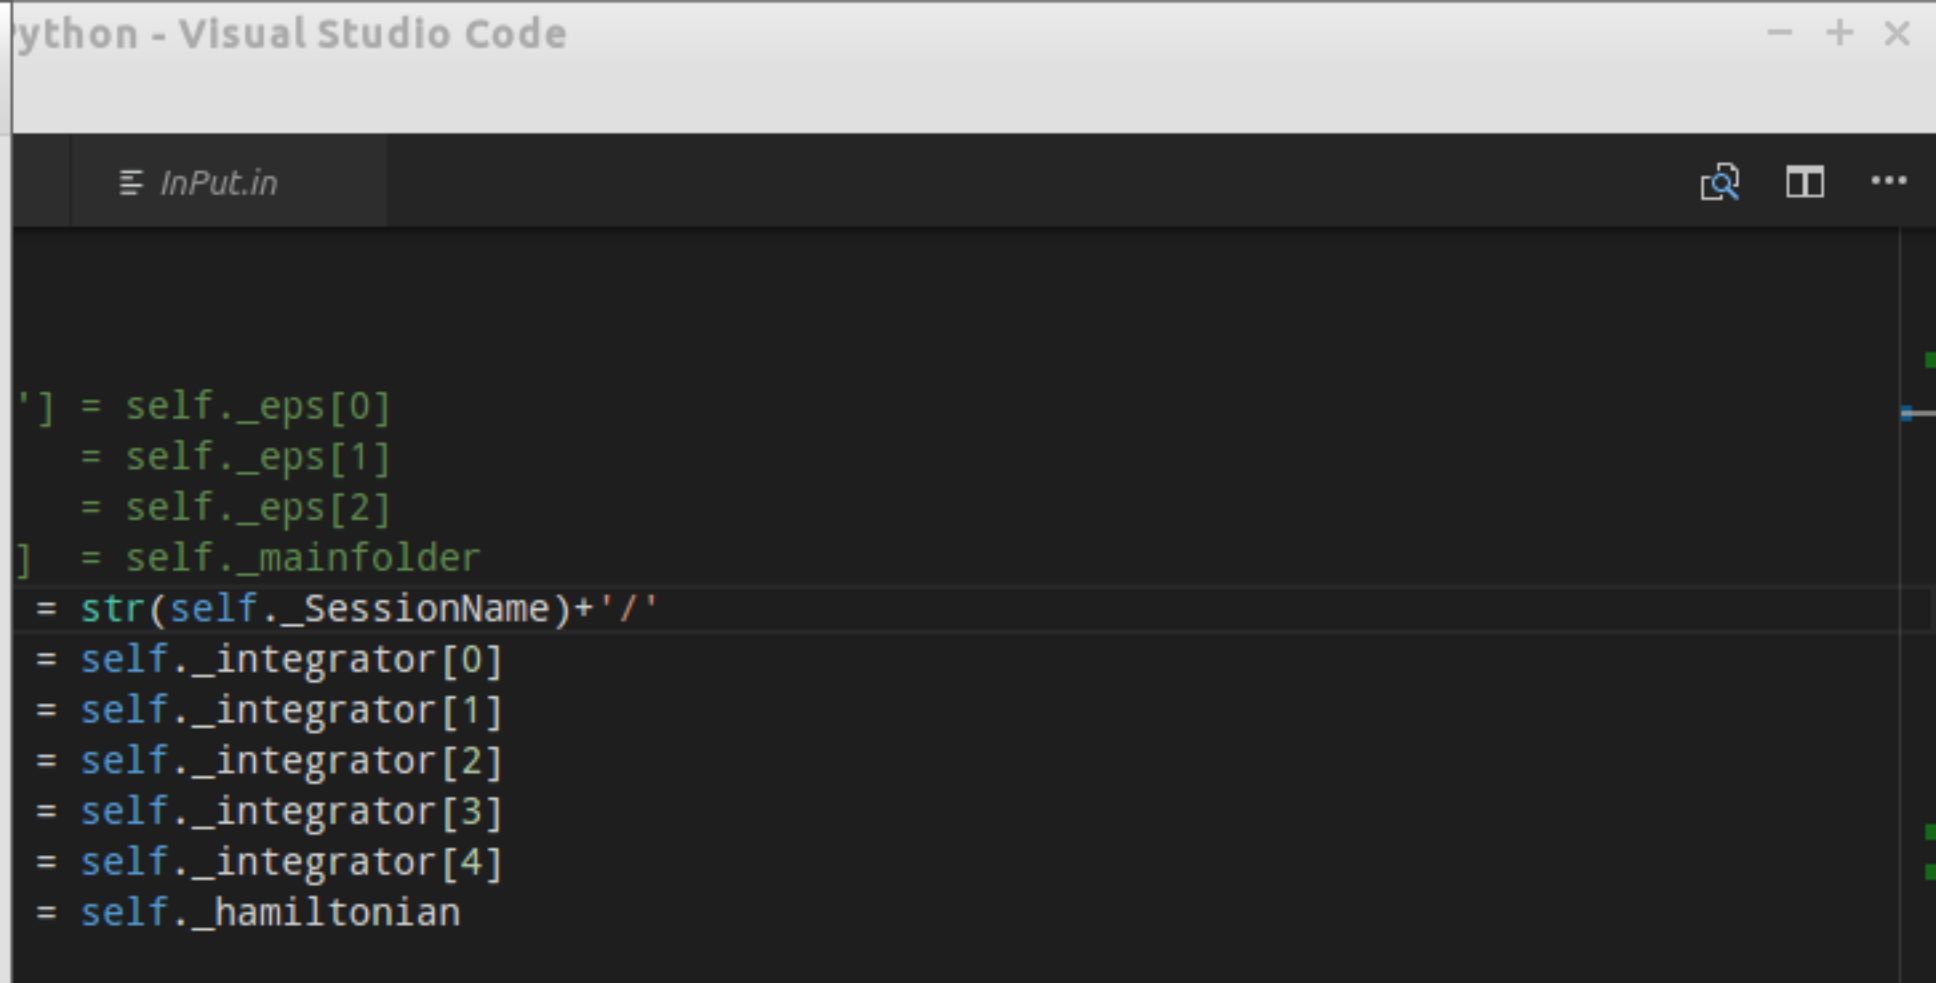 ython - Visual Studio Code
InPut.in
'] = self._eps[0]
= self._eps[1]
= self._eps[2]
] = self._mainfolder
= str(self._SessionName)+'/'
= self._integrator[0]
= self._integrator[1]
= self._integrator[2]
= self._integrator[3]
= self._integrator[4]
= self._hamiltonian